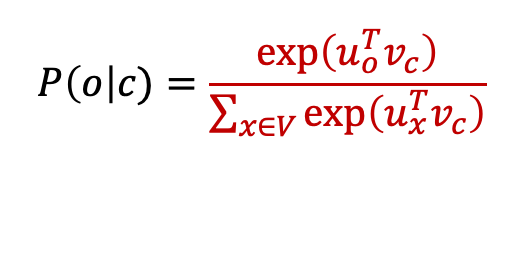 P(o|c) = exp(u_o^T v_c) / ∑_{x∈V} exp(u_x^T v_c)